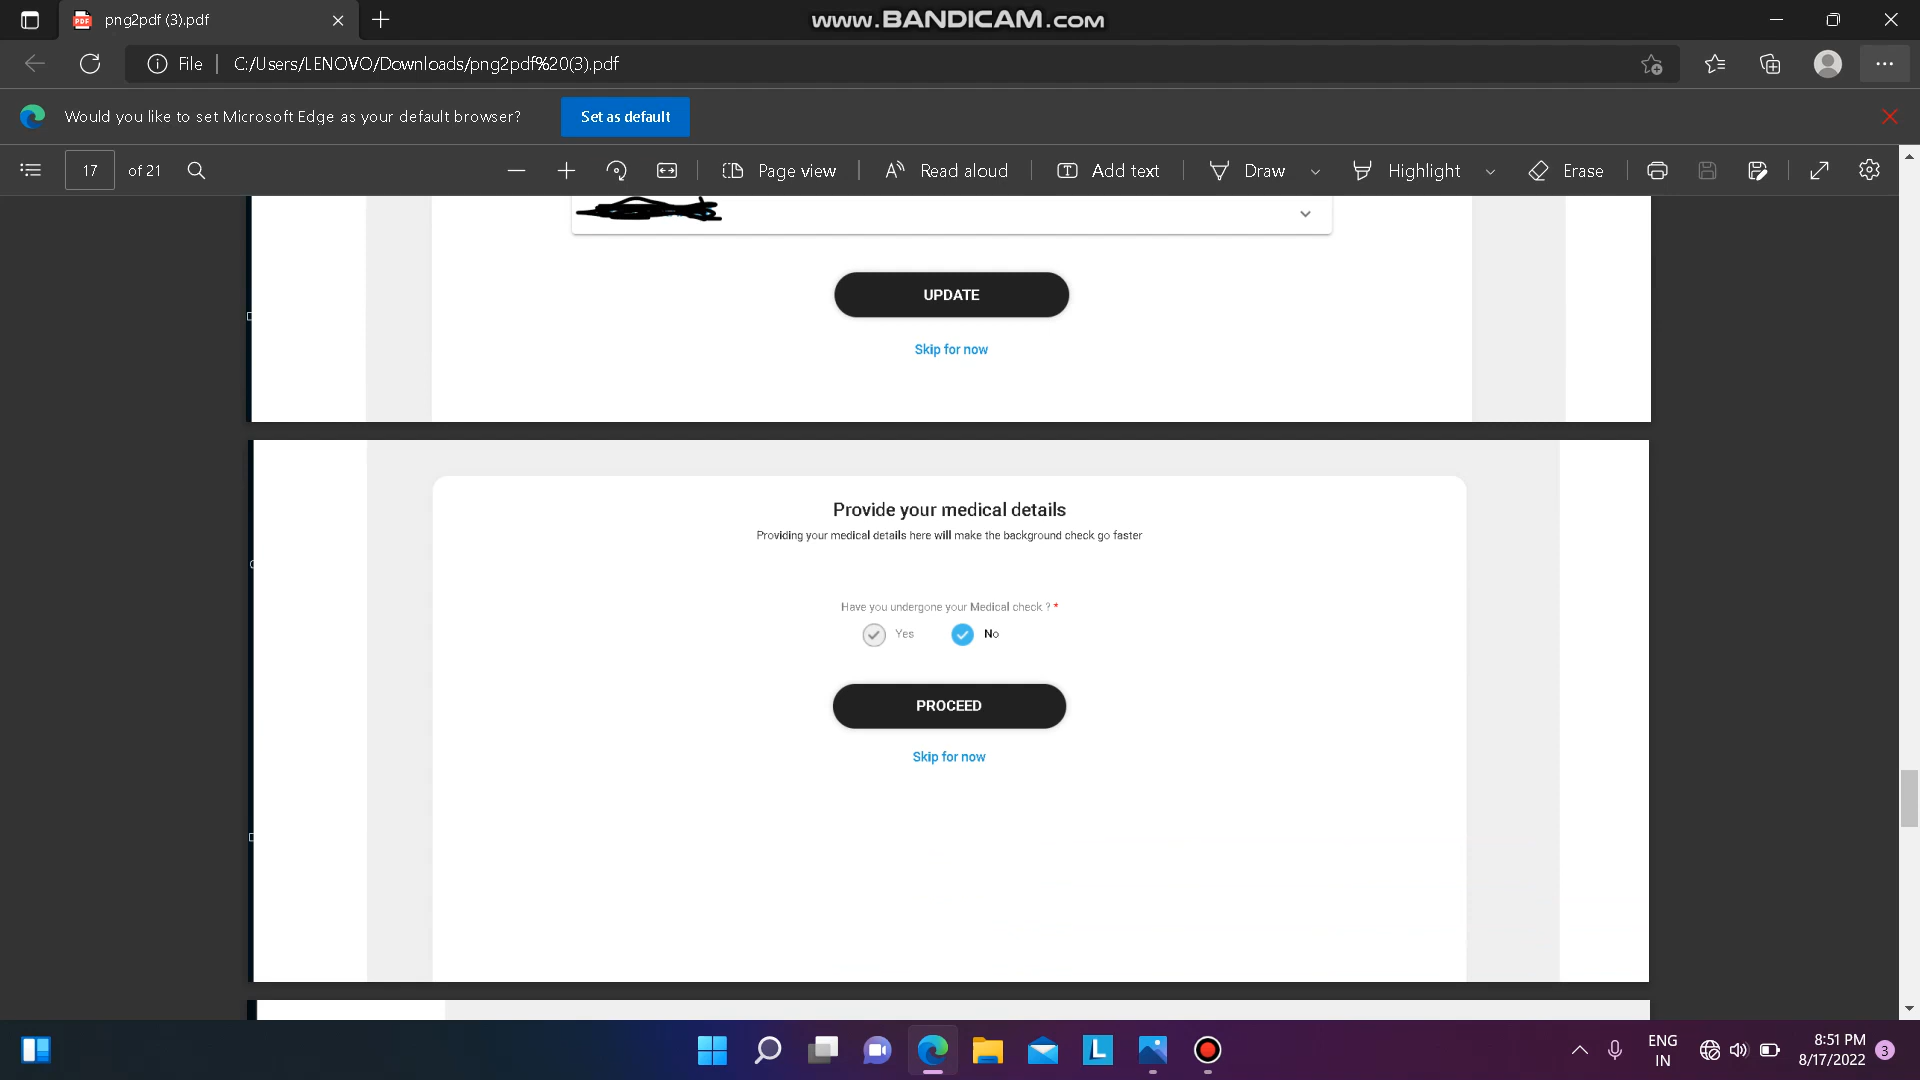 png2pdf (3).pdf
www.BANDICAM.com
File
C:/Users/LENOVO/Downloads/png2pdf%20(3).pdf
Would you like to set Microsoft Edge as your default browser?
Set as default
17 of 21
Page view
Read aloud
Add text
Draw
Highlight
Erase
UPDATE
Skip for now
Provide your medical details
Providing your medical details here will make the background check go faster
Have you undergone your Medical check ? *
Yes
No
PROCEED
Skip for now
ENG
IN
8:51 PM
8/17/2022
3